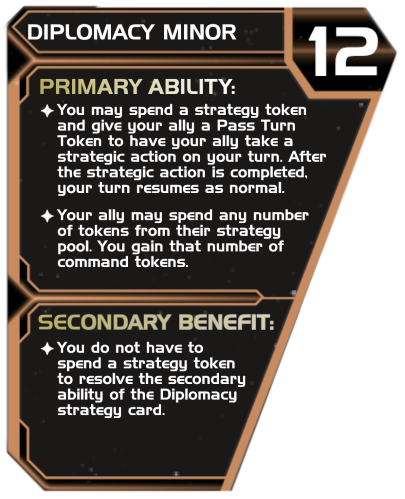 DIPLOMACY MINOR
12
PRIMARY ABILITY:
You may spend a strategy token
and give your ally a Pass Turn
Token to have your ally take a
strategic action on your turn. After
the strategic action is completed,
your turn resumes as normal.
Your ally may spend any number
of tokens from their strategy
pool. You gain that number of
command tokens.
SECONDARY BENEFIT:
You do not have to
spend a strategy token
to resolve the secondary
ability of the Diplomacy
strategy card.